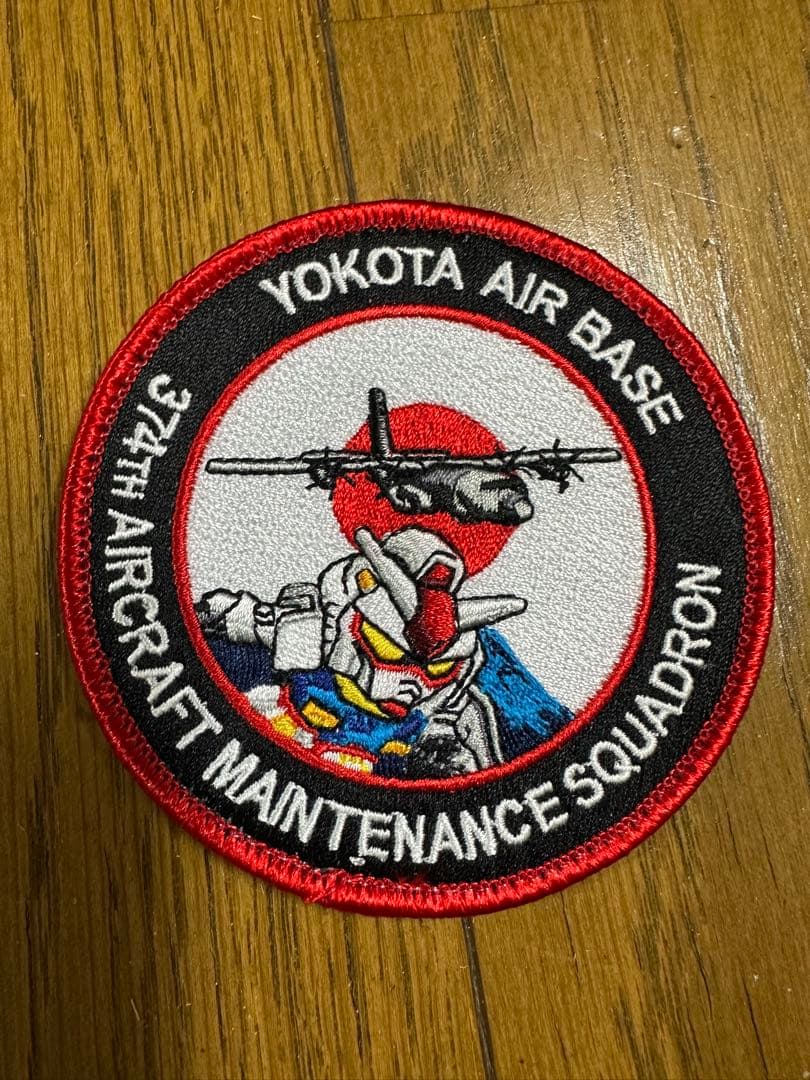 YOKOTA AIR BASE
374TH AIRCRAFT MAINTENANCE SQUADRON